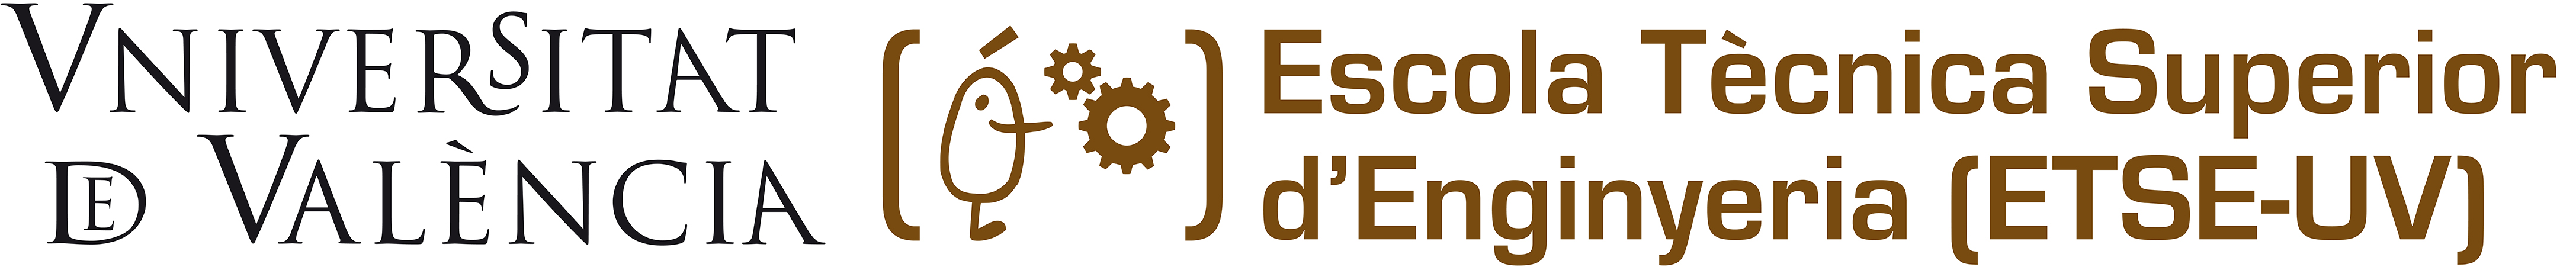 VNIVERSITAT
DE VALÈNCIA
Escola Tècnica Superior
d'Enginyeria (ETSE-UV)